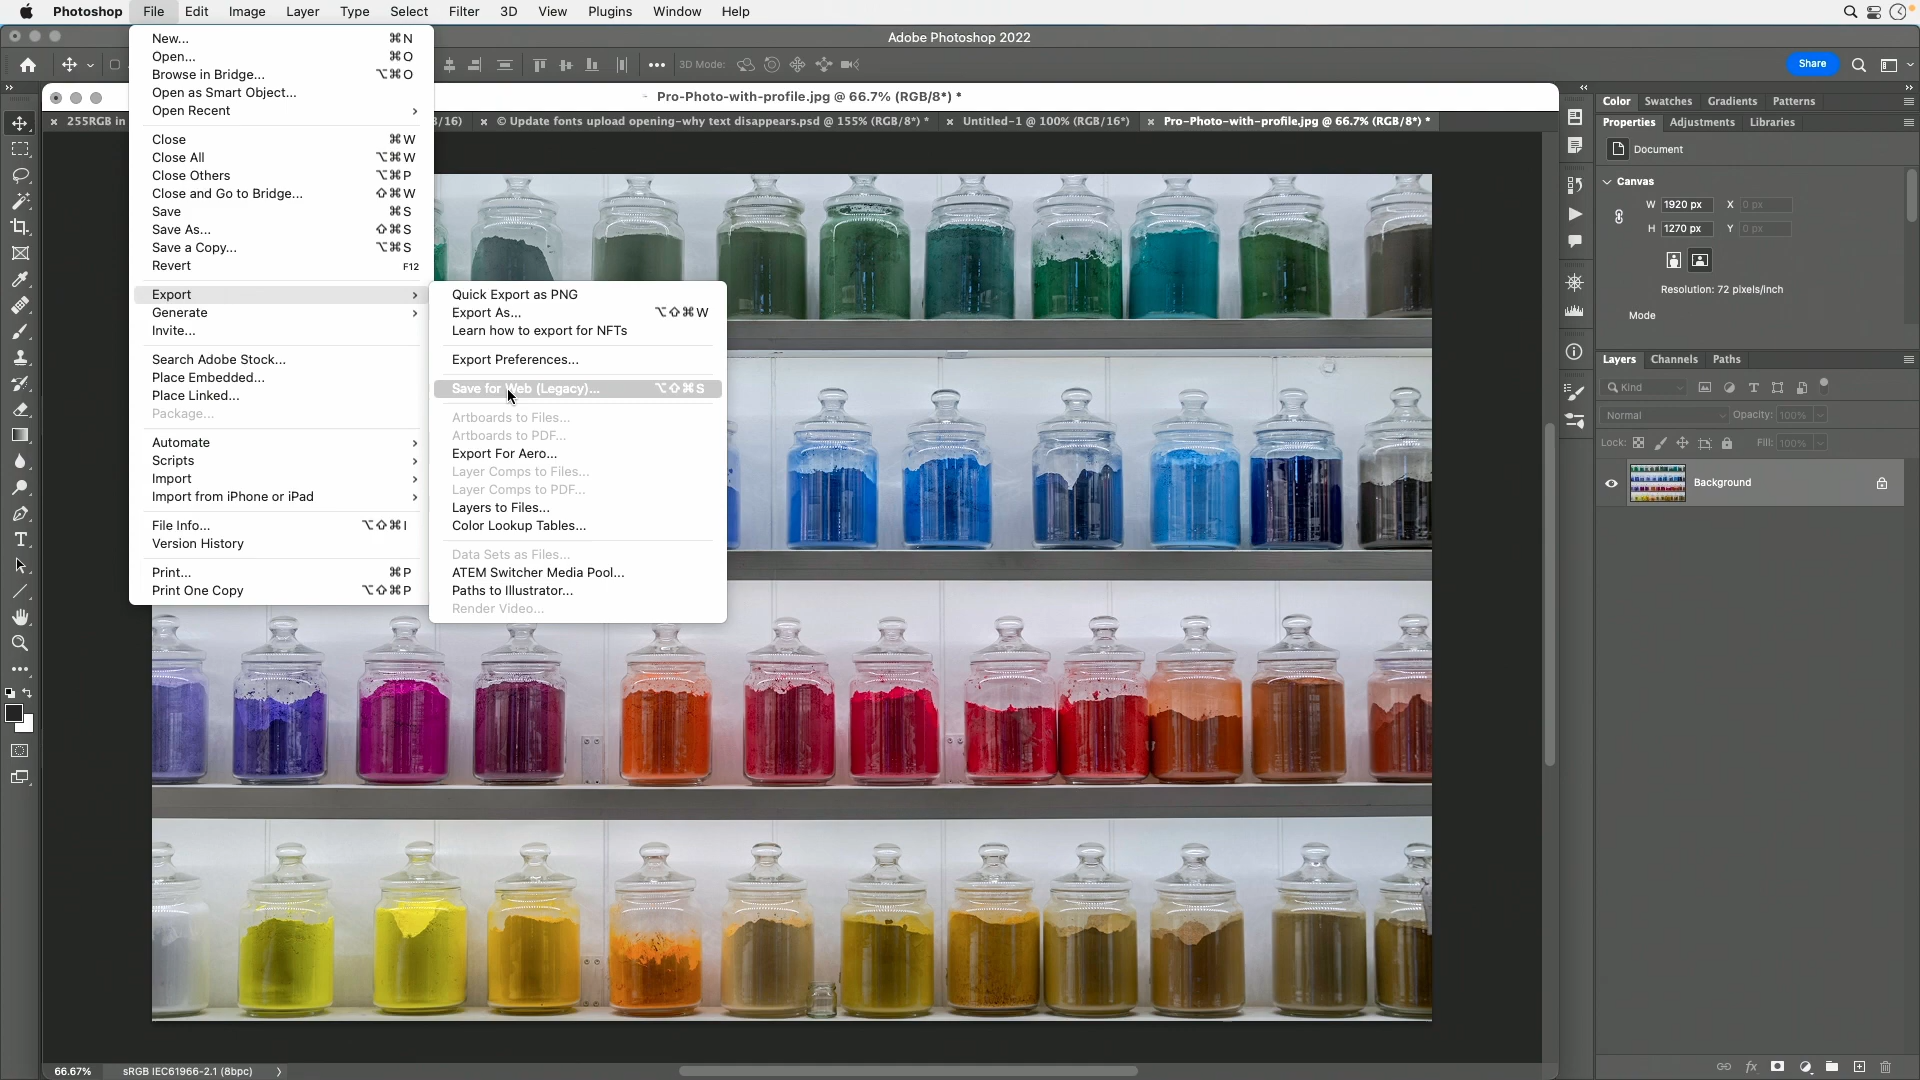 Photoshop File Edit Image Layer Type Select Filter 3D View Plugins Window Help
Adobe Photoshop 2022
3D Mode:
Share
Pro-Photo-with-profile.jpg @ 66.7% (RGB/8*) *
255RGB in
/16)
© Update fonts upload opening-why text disappears.psd @ 155% (RGB/8*) *
Untitled-1 @ 100% (RGB/16*)
Pro-Photo-with-profile.jpg @ 66.7% (RGB/8*) *
New... ⌘N
Open... ⌘O
Browse in Bridge... ⌥⌘O
Open as Smart Object...
Open Recent
Close ⌘W
Close All ⌥⌘W
Close Others ⌥⌘P
Close and Go to Bridge... ⇧⌘W
Save ⌘S
Save As... ⇧⌘S
Save a Copy... ⌥⌘S
Revert F12
Export
Generate
Invite...
Search Adobe Stock...
Place Embedded...
Place Linked...
Package...
Automate
Scripts
Import
Import from iPhone or iPad
File Info... ⌥⇧⌘I
Version History
Print... ⌘P
Print One Copy ⌥⇧⌘P
Quick Export as PNG
Export As... ⌥⇧⌘W
Learn how to export for NFTs
Export Preferences...
Save for Web (Legacy)... ⌥⇧⌘S
Artboards to Files...
Artboards to PDF...
Export For Aero...
Layer Comps to Files...
Layer Comps to PDF...
Layers to Files...
Color Lookup Tables...
Data Sets as Files...
ATEM Switcher Media Pool...
Paths to Illustrator...
Render Video...
Color Swatches Gradients Patterns
Properties Adjustments Libraries
Document
Canvas
W 1920 px X 0 px
H 1270 px Y 0 px
Resolution: 72 pixels/inch
Mode
Layers Channels Paths
Kind
Normal Opacity: 100%
Lock: Fill: 100%
Background
66.67% sRGB IEC61966-2.1 (8bpc)